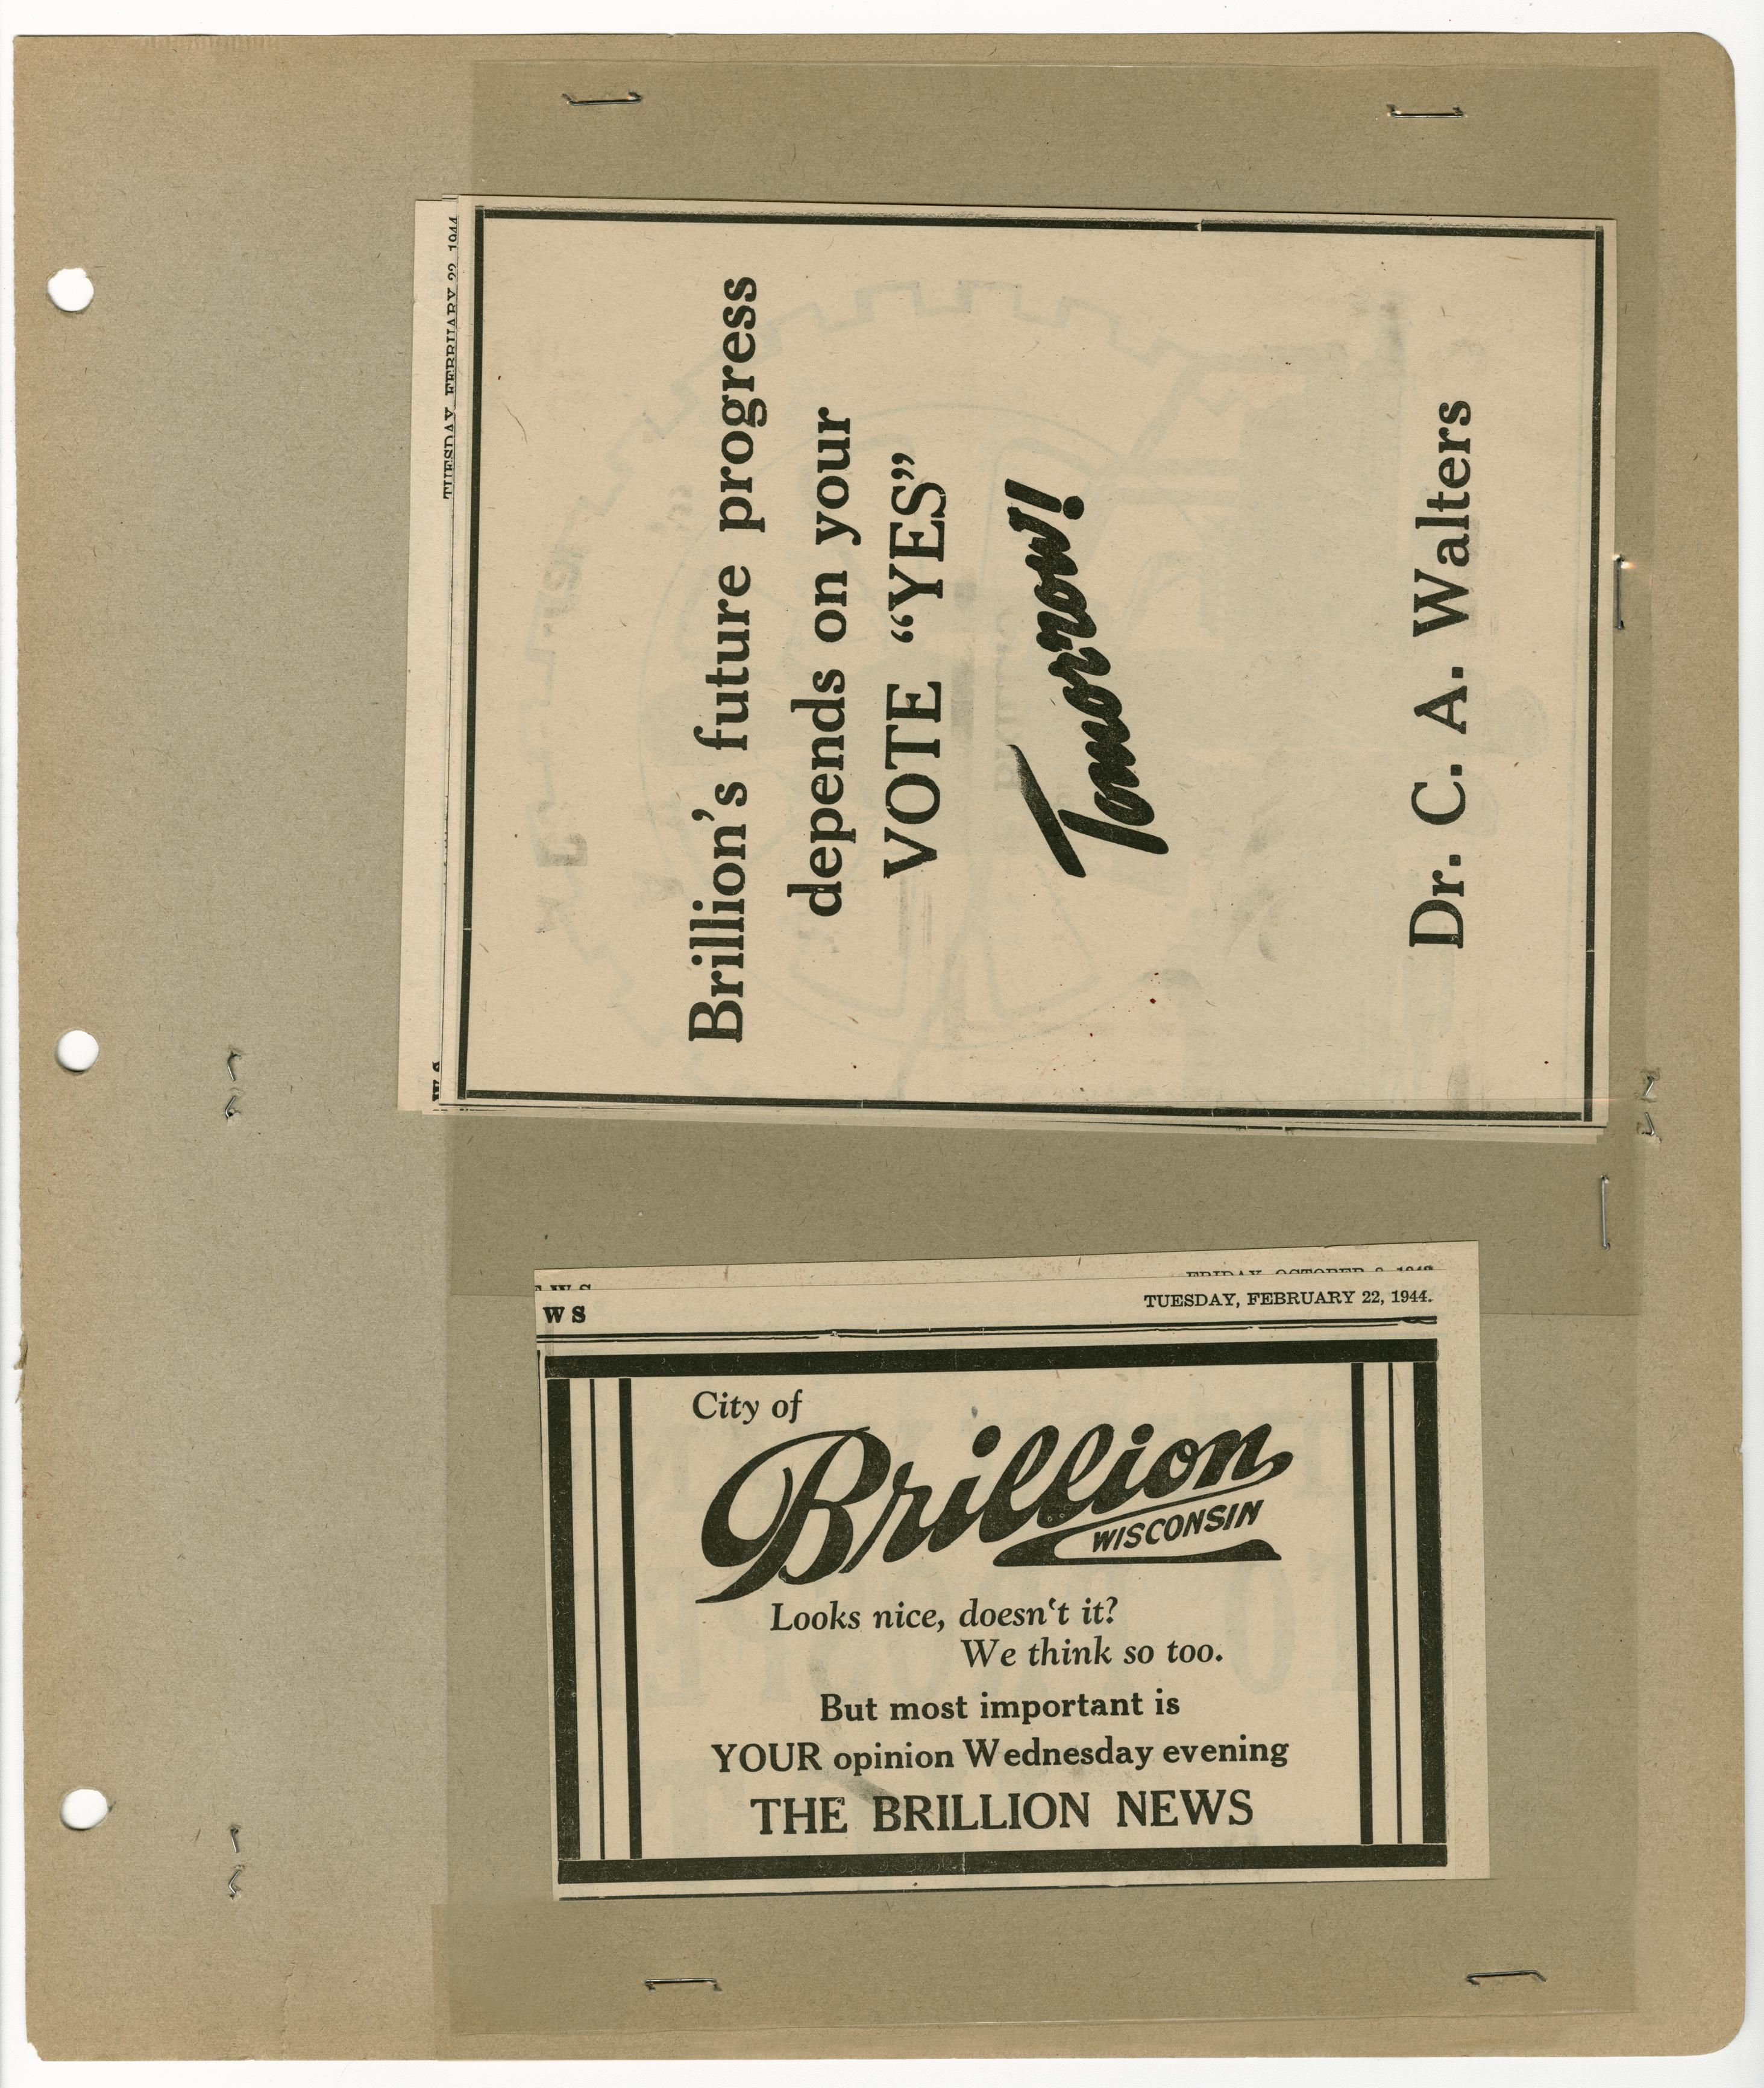 TUESDAY, FEBRUARY 22, 1944
W S
Brillion's future progress
depends on your
VOTE “YES”
Tomorrow!
Dr. C. A. Walters
E W S
FRIDAY, OCTOBER
W S
TUESDAY, FEBRUARY 22, 1944.
City of
Brillion
WISCONSIN
Looks nice, doesn't it?
We think so too.
But most important is
YOUR opinion Wednesday evening
THE BRILLION NEWS